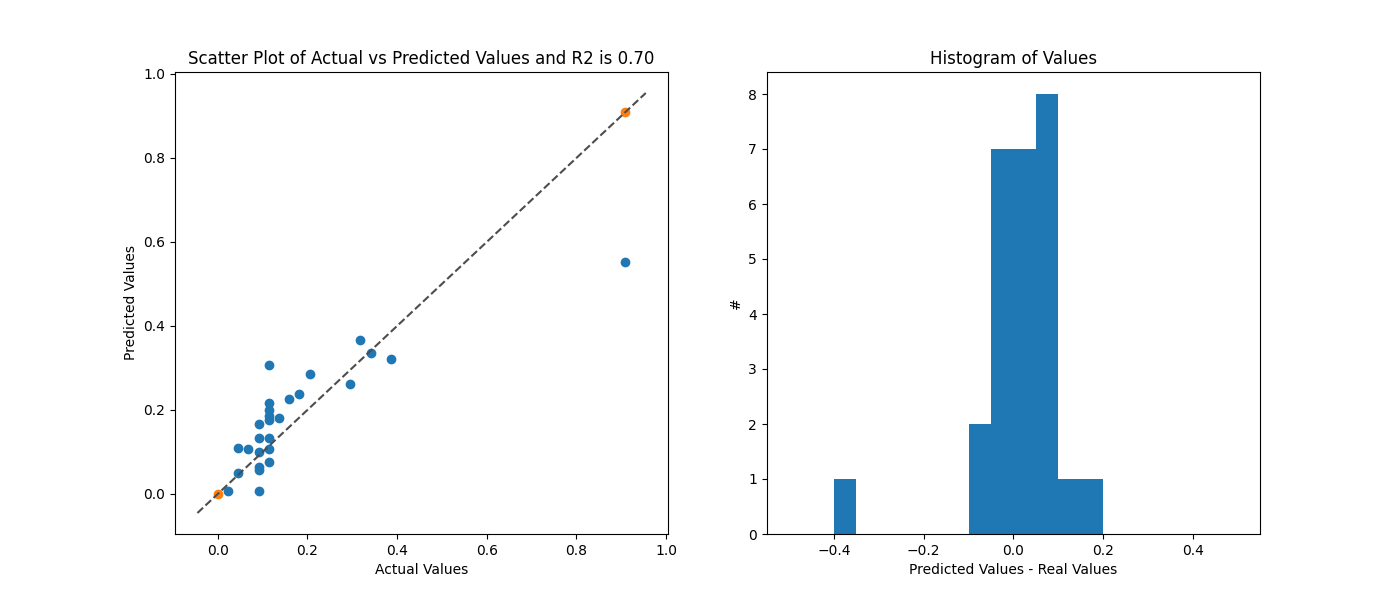 Scatter Plot of Actual vs Predicted Values and R2 is 0.70
1.0
0.8
0.6
0.4
0.2
0.0
Predicted Values
0.0 0.2 0.4 0.6 0.8 1.0
Actual Values
Histogram of Values
8
7
6
5
4
3
2
1
0
#
−0.4 −0.2 0.0 0.2 0.4
Predicted Values - Real Values